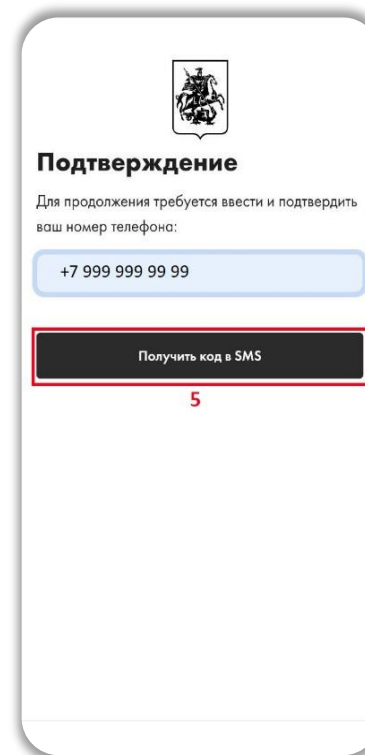 Подтверждение
Для продолжения требуется ввести и подтвердить
ваш номер телефона:
+7 999 999 99 99
Получить код в SMS
5